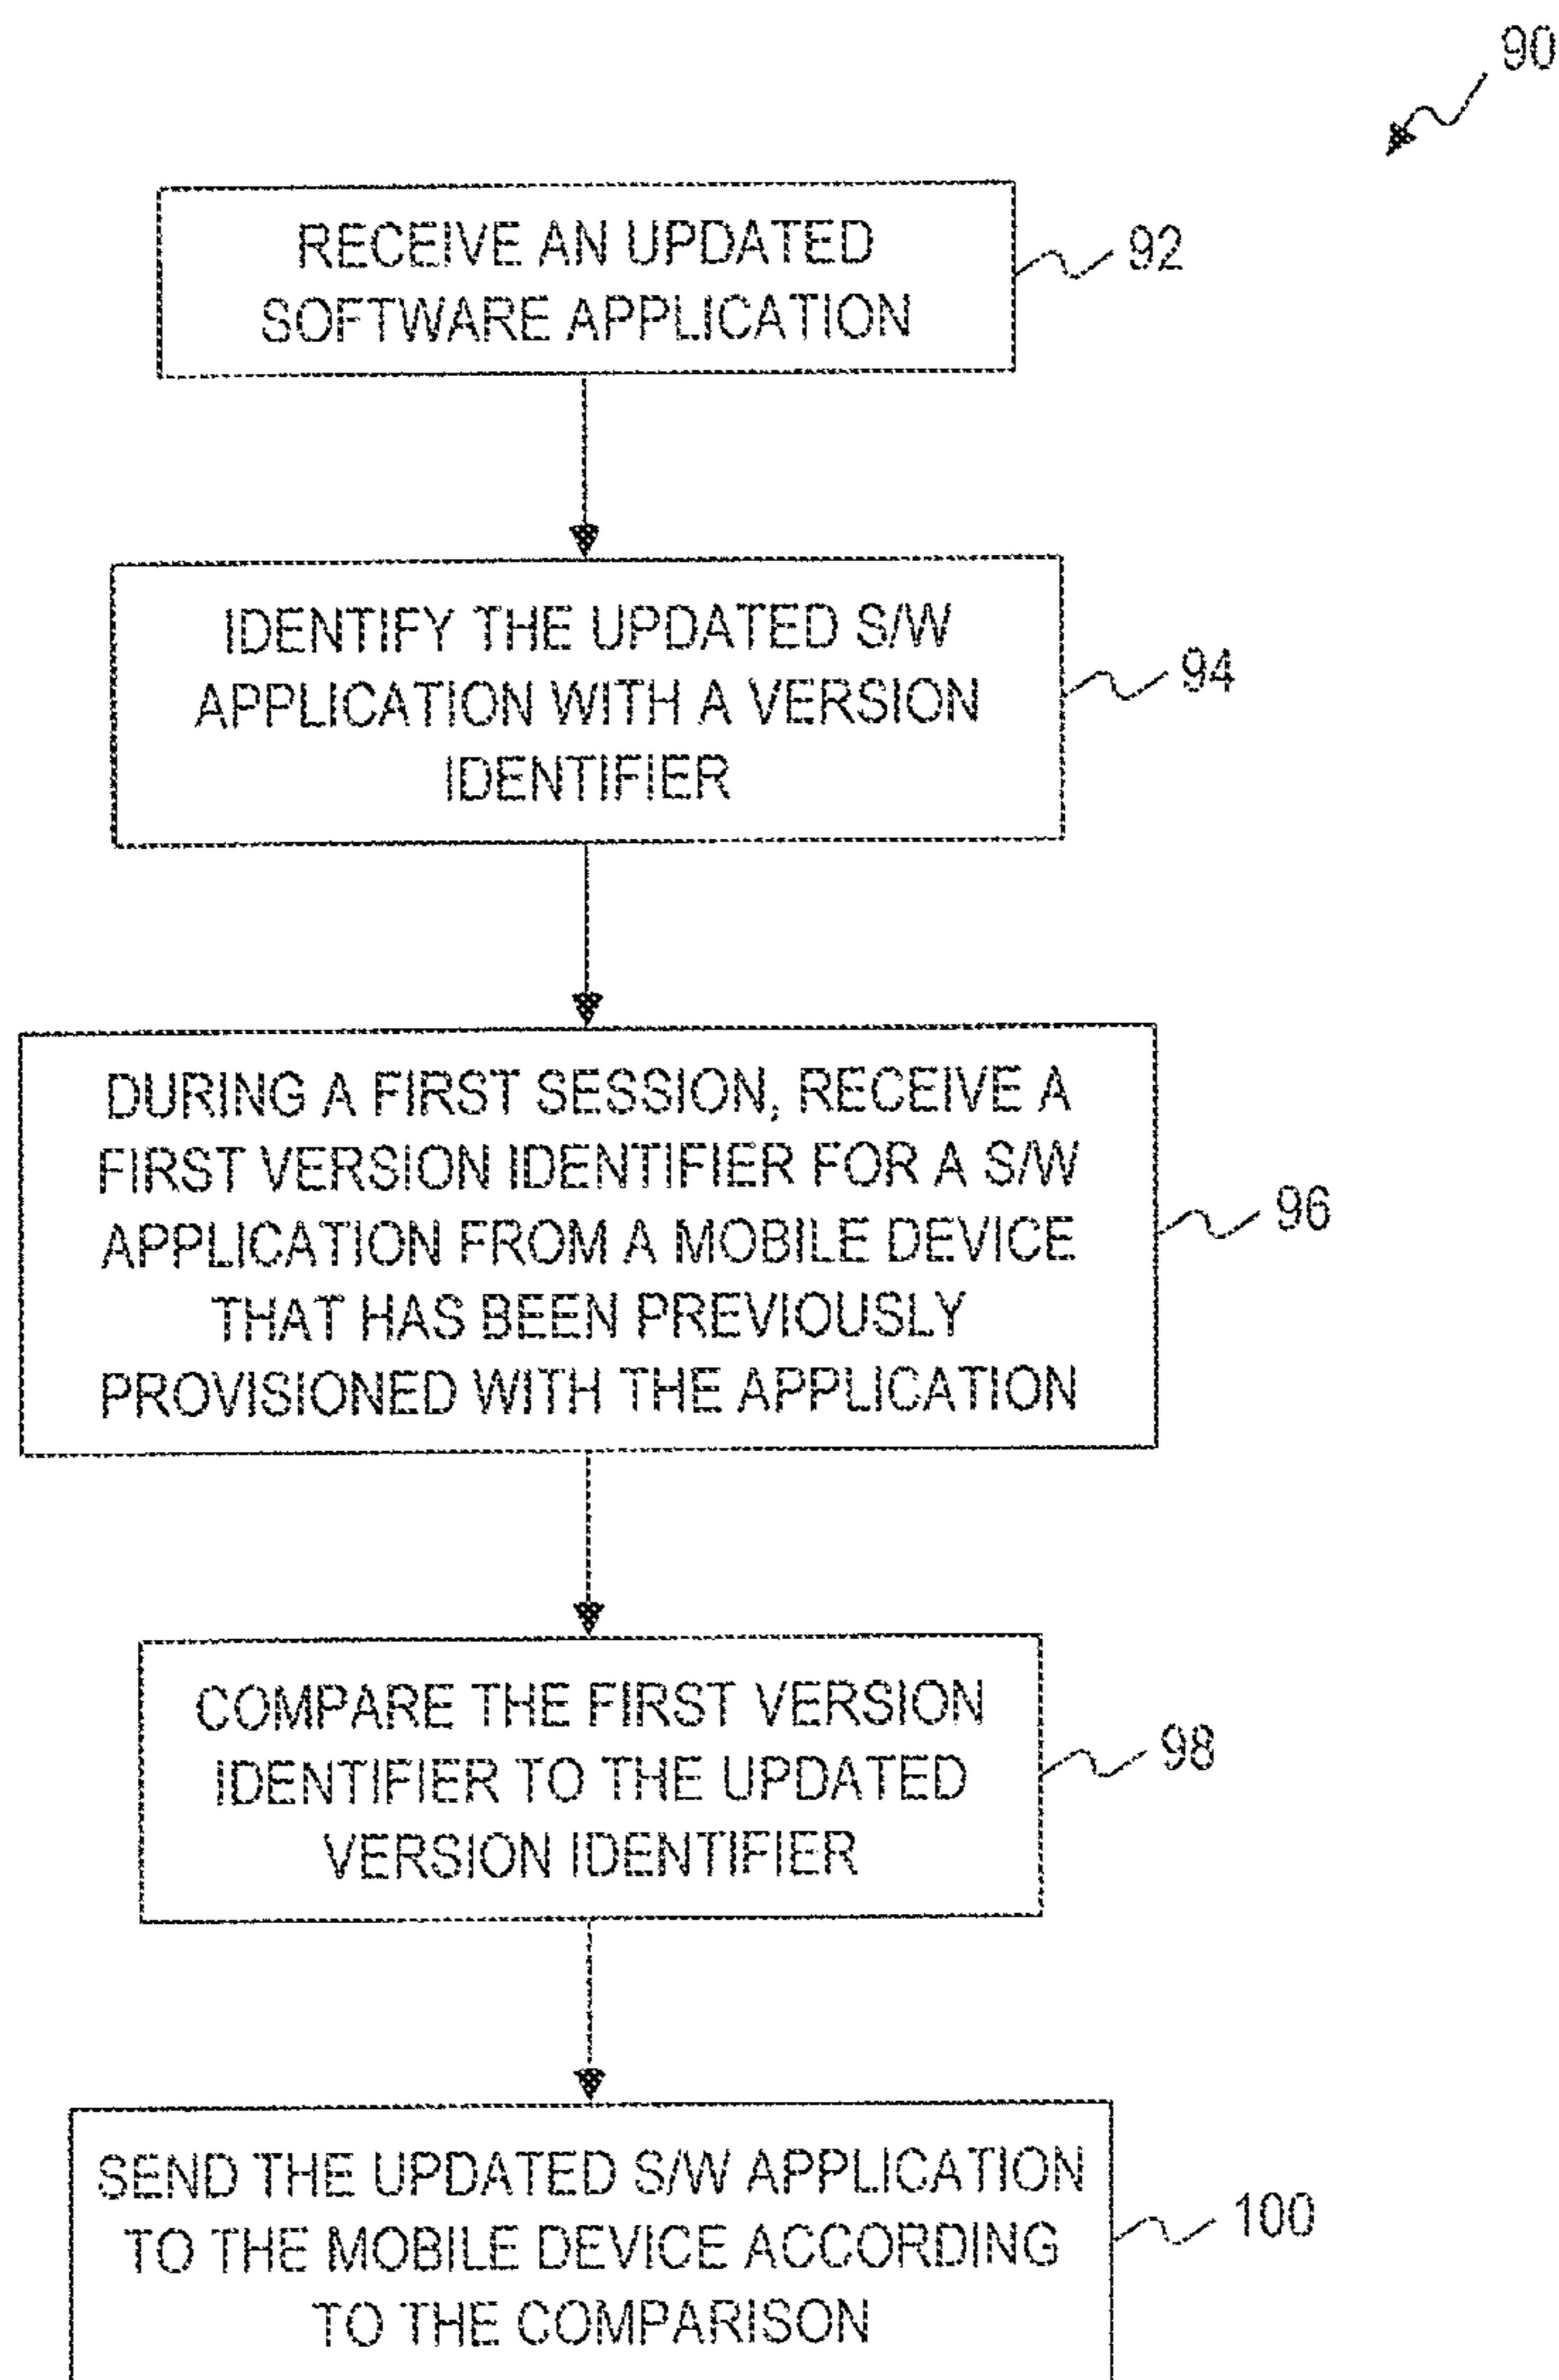 90
RECEIVE AN UPDATED
SOFTWARE APPLICATION
92
IDENTIFY THE UPDATED S/W
APPLICATION WITH A VERSION
IDENTIFIER
94
DURING A FIRST SESSION, RECEIVE A
FIRST VERSION IDENTIFIER FOR A S/W
APPLICATION FROM A MOBILE DEVICE
THAT HAS BEEN PREVIOUSLY
PROVISIONED WITH THE APPLICATION
96
COMPARE THE FIRST VERSION
IDENTIFIER TO THE UPDATED
VERSION IDENTIFIER
98
SEND THE UPDATED S/W APPLICATION
TO THE MOBILE DEVICE ACCORDING
TO THE COMPARISON
100